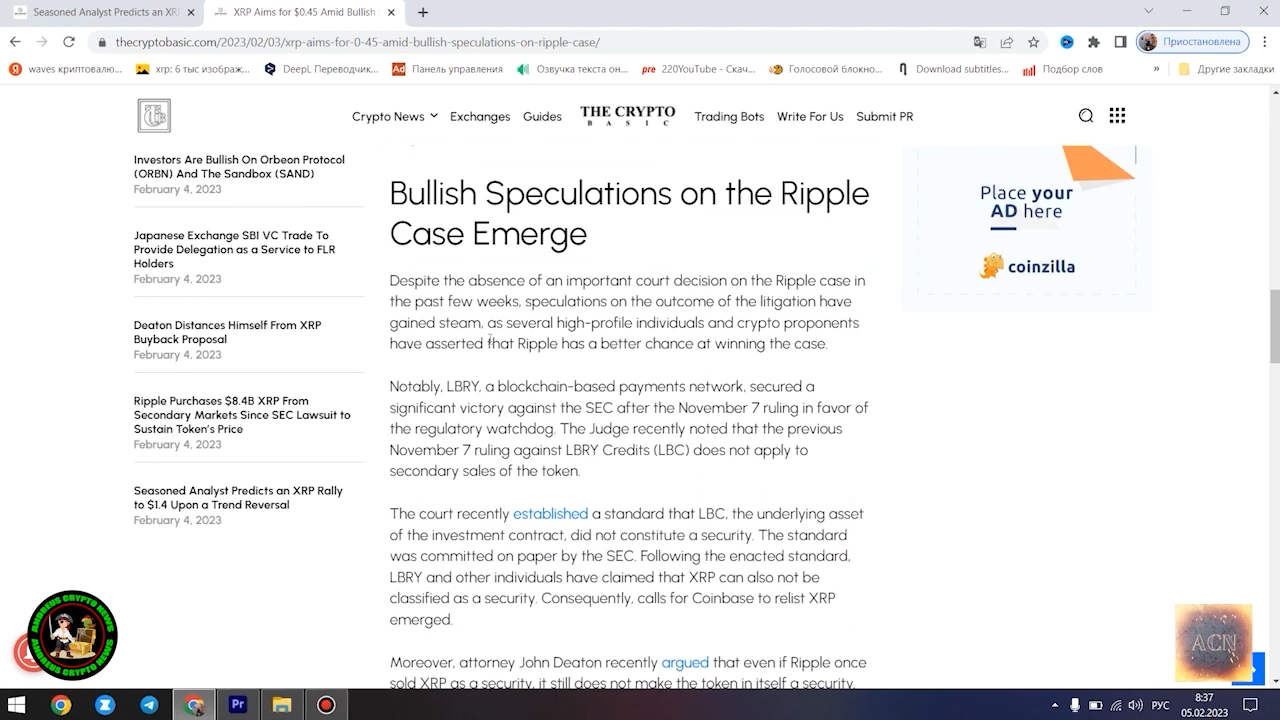 Seasoned Analyst Predicts an XR
XRP Aims for $0.45 Amid Bullish
thecryptobasic.com/2023/02/03/xrp-aims-for-0-45-amid-bullish-speculations-on-ripple-case/
Приостановлена
waves криптовалю...
xrp: 6 тыс изображ...
DeepL Переводчик...
Панель управления
Озвучка текста он...
pre 220YouTube - Скач...
Голосовой блокно...
Download subtitles...
Подбор слов
»
Другие закладки
Crypto News
Exchanges
Guides
THE CRYPTO
BASIC
Trading Bots
Write For Us
Submit PR
Investors Are Bullish On Orbeon Protocol
(ORBN) And The Sandbox (SAND)
February 4, 2023
Japanese Exchange SBI VC Trade To
Provide Delegation as a Service to FLR
Holders
February 4, 2023
Deaton Distances Himself From XRP
Buyback Proposal
February 4, 2023
Ripple Purchases $8.4B XRP From
Secondary Markets Since SEC Lawsuit to
Sustain Token's Price
February 4, 2023
Seasoned Analyst Predicts an XRP Rally
to $1.4 Upon a Trend Reversal
February 4, 2023
Bullish Speculations on the Ripple
Case Emerge
Despite the absence of an important court decision on the Ripple case in
the past few weeks, speculations on the outcome of the litigation have
gained steam, as several high-profile individuals and crypto proponents
have asserted that Ripple has a better chance at winning the case.
Notably, LBRY, a blockchain-based payments network, secured a
significant victory against the SEC after the November 7 ruling in favor of
the regulatory watchdog. The Judge recently noted that the previous
November 7 ruling against LBRY Credits (LBC) does not apply to
secondary sales of the token.
The court recently established a standard that LBC, the underlying asset
of the investment contract, did not constitute a security. The standard
was committed on paper by the SEC. Following the enacted standard,
LBRY and other individuals have claimed that XRP can also not be
classified as a security. Consequently, calls for Coinbase to relist XRP
emerged.
Moreover, attorney John Deaton recently argued that even if Ripple once
sold XRP as a security, it still does not make the token in itself a security.
Place your
AD here
coinzilla
ANDREUS CRYPTO NEWS
ANDREUS CRYPTO NEWS
ACN
РУС
8:37
05.02.2023